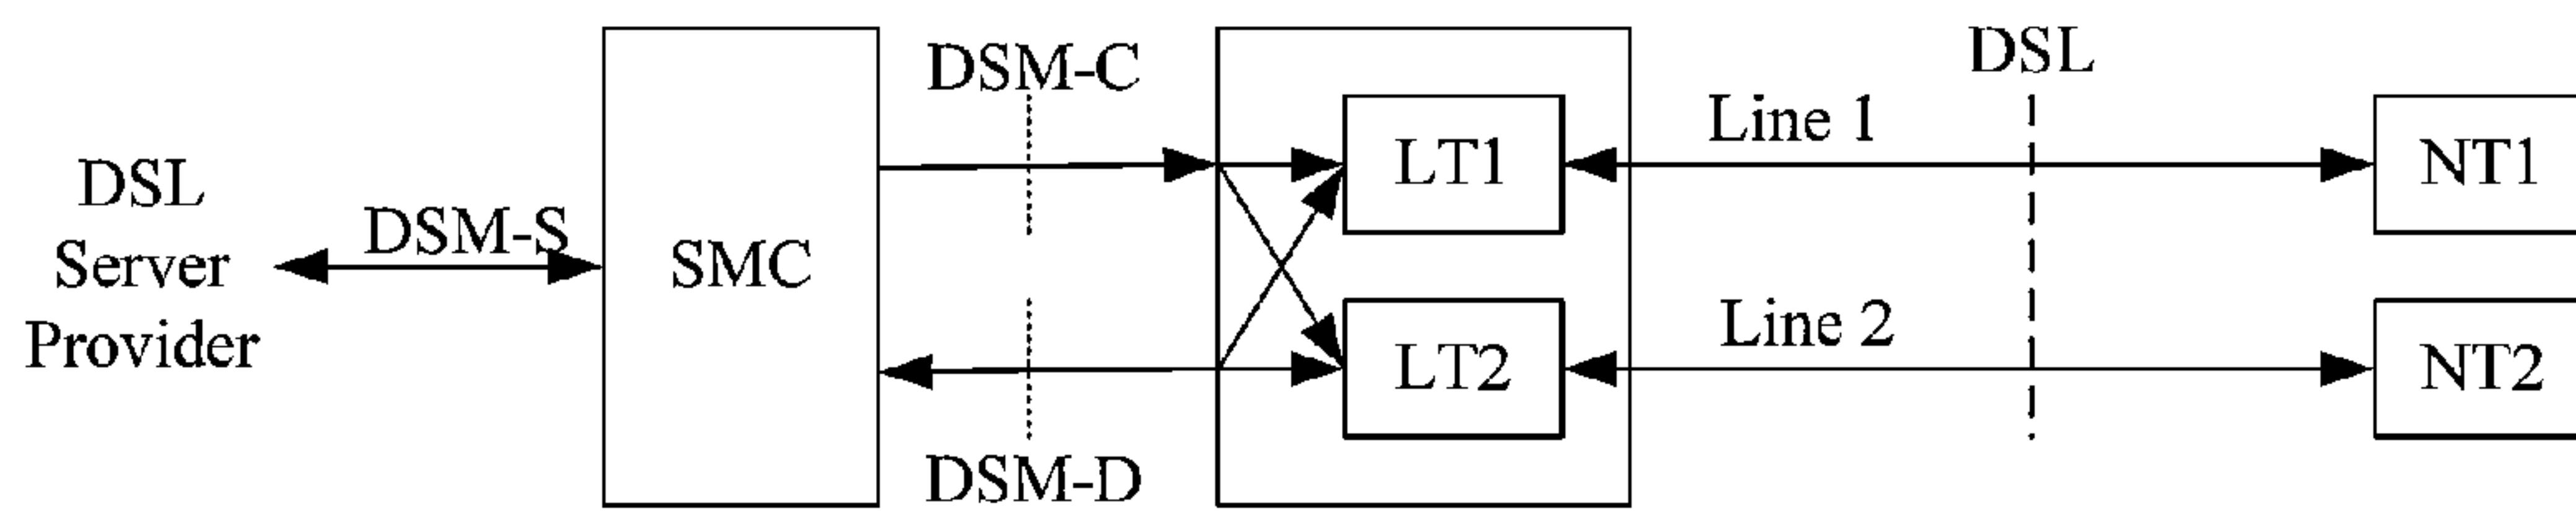 DSL
Server
Provider
DSM-S
SMC
DSM-C
DSM-D
LT1
LT2
Line 1
Line 2
DSL
NT1
NT2